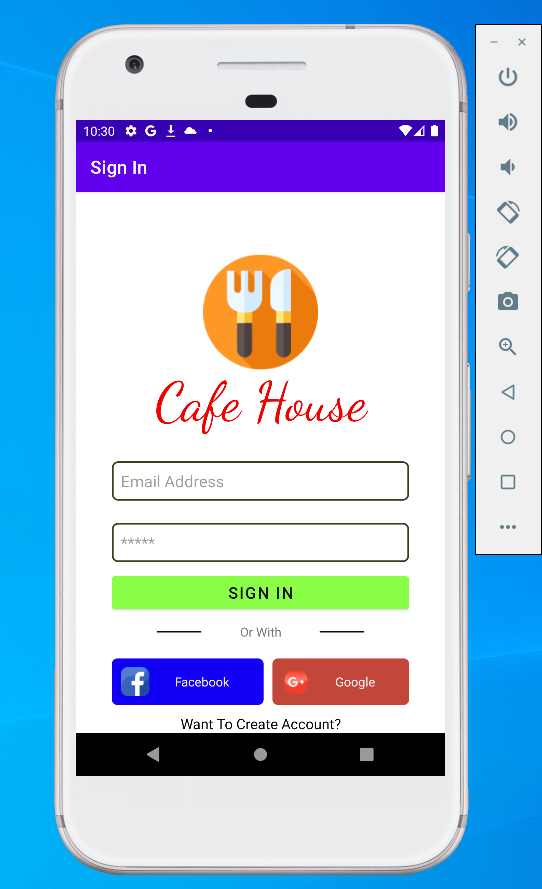 10:30
Sign In
Cafe House
Email Address
*****
SIGN IN
Or With
Facebook
Google
Want To Create Account?